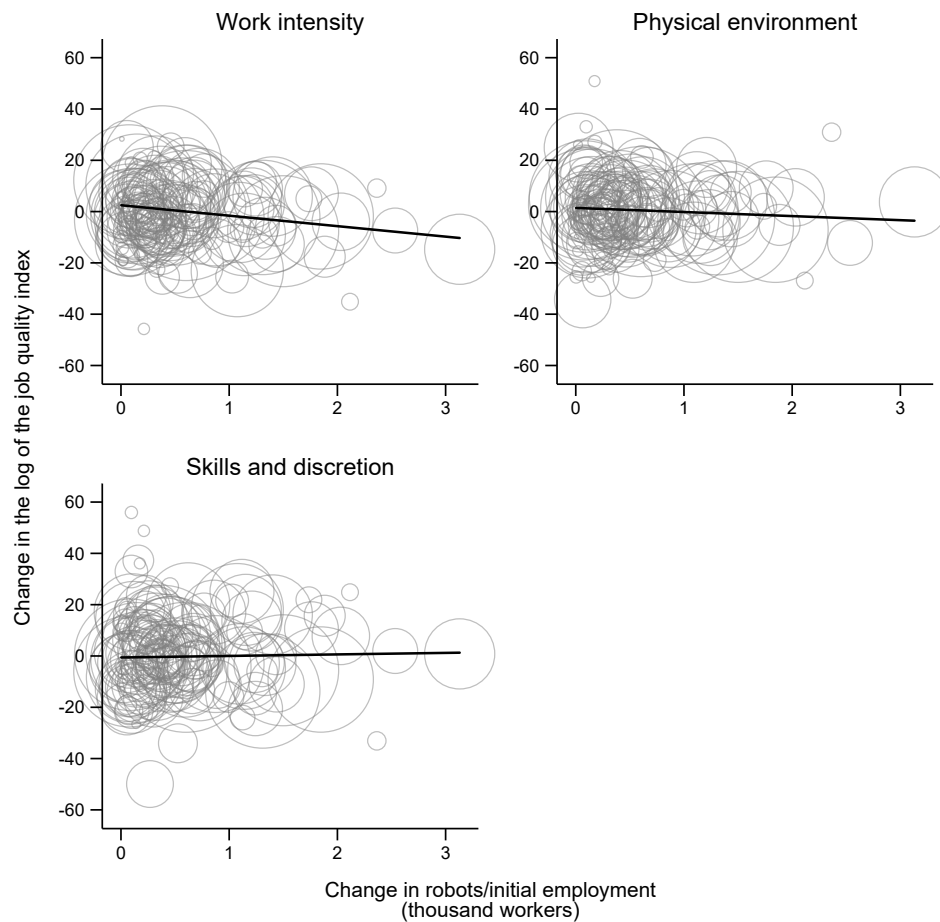 Work intensity
Physical environment
60
40
20
0
-20
-40
-60
0 1 2 3
60
40
20
0
-20
-40
-60
0 1 2 3
Change in the log of the job quality index
Skills and discretion
60
40
20
0
-20
-40
-60
0 1 2 3
Change in robots/initial employment
(thousand workers)